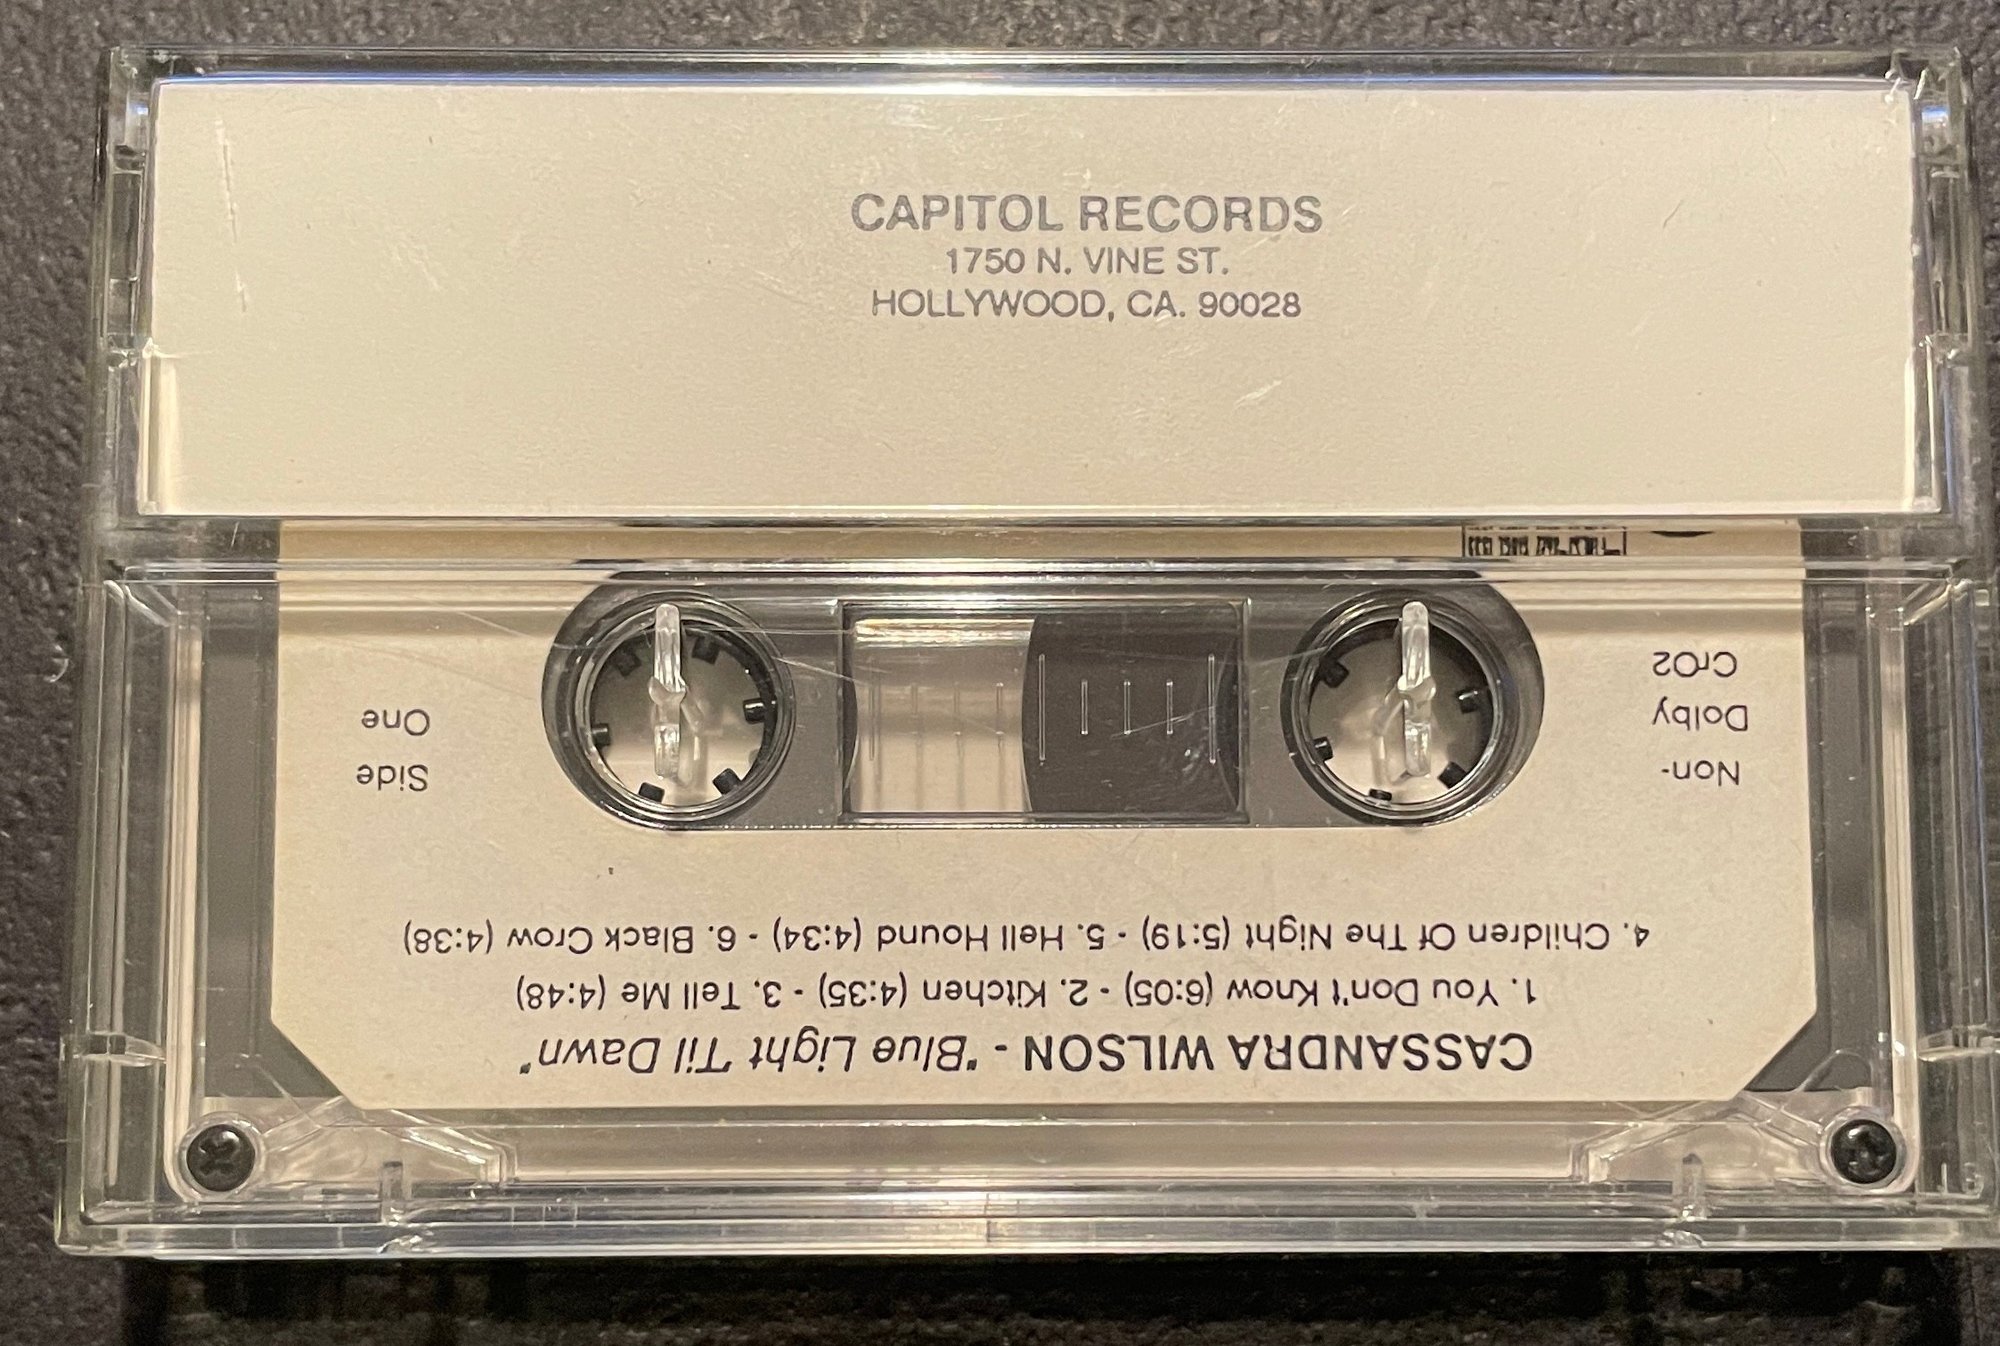 CAPITOL RECORDS
1750 N. VINE ST.
HOLLYWOOD, CA. 90028
CASSANDRA WILSON - "Blue Light 'Til Dawn"
1. You Don't Know (6:05) - 2. Kitchen (4:35) - 3. Tell Me (4:48)
4. Children Of The Night (5:19) - 5. Hell Hound (4:34) - 6. Black Crow (4:38)
Non-
Dolby
CrO2
Side
One